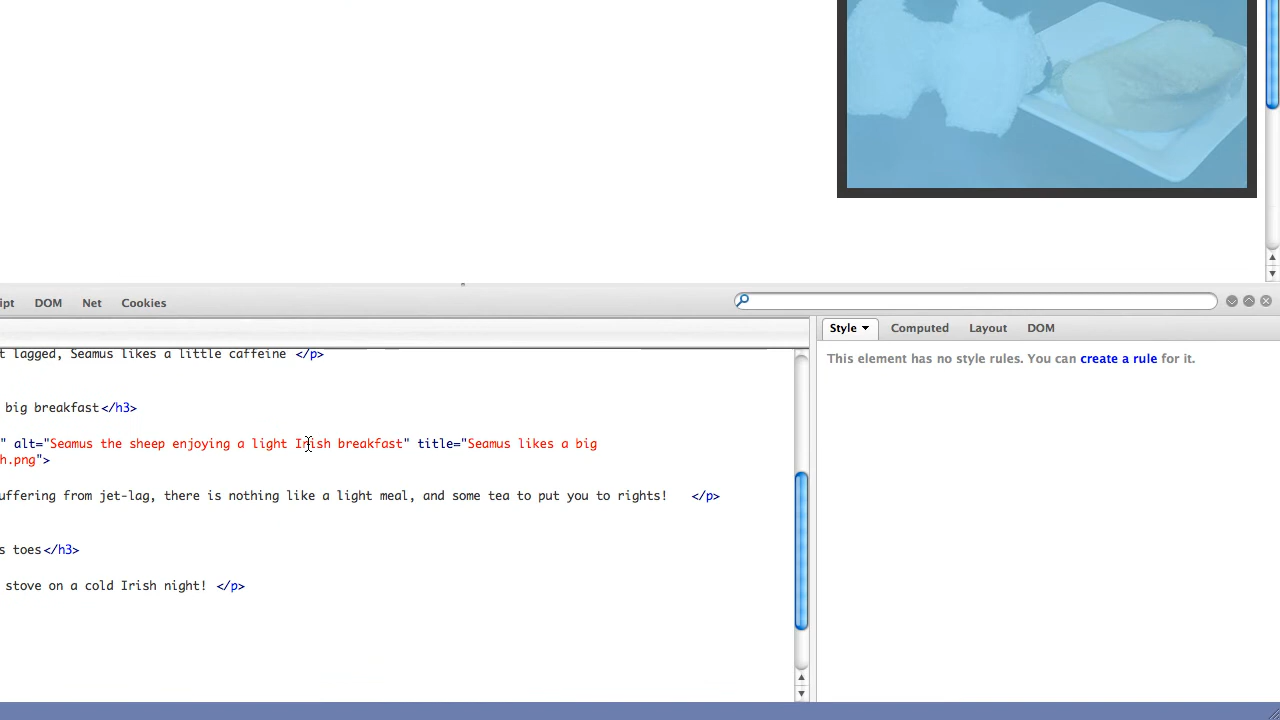 ipt DOM Net Cookies
Style Computed Layout DOM
This element has no style rules. You can create a rule for it.
t lagged, Seamus likes a little caffeine </p>
big breakfast</h3>
" alt="Seamus the sheep enjoying a light Irish breakfast" title="Seamus likes a big
h.png">
uffering from jet-lag, there is nothing like a light meal, and some tea to put you to rights! </p>
s toes</h3>
stove on a cold Irish night! </p>